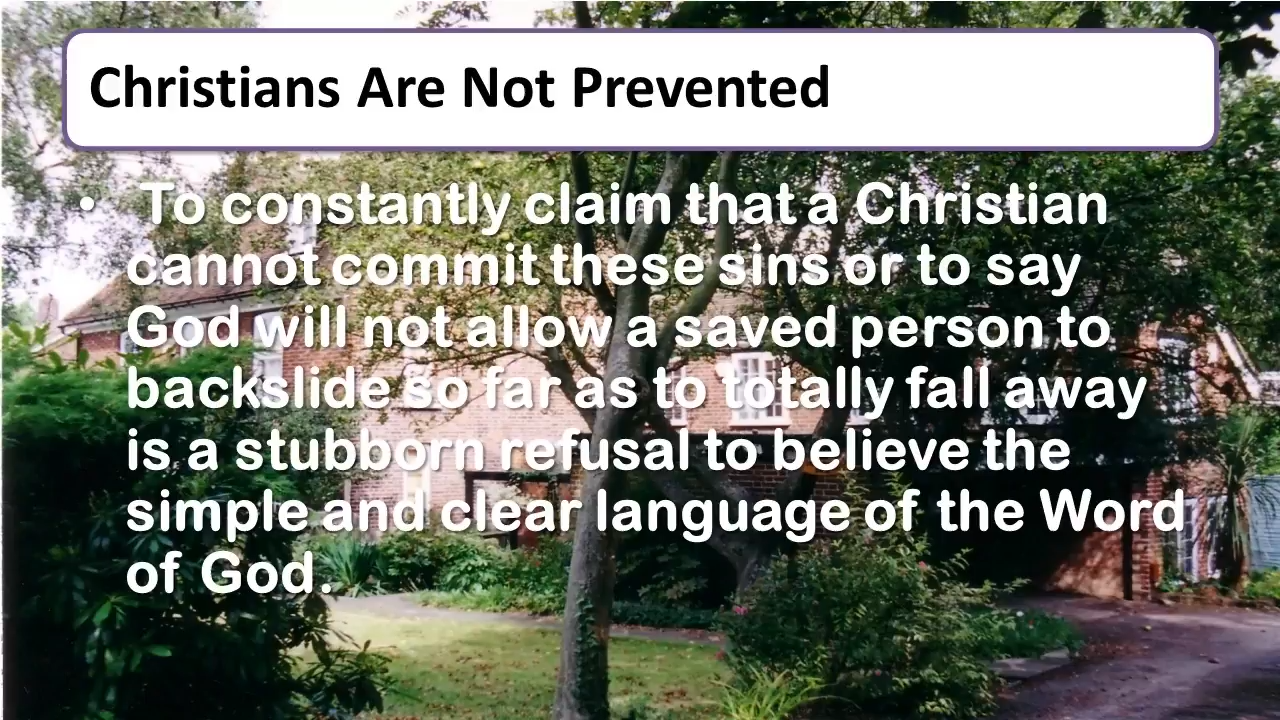 Christians Are Not Prevented
• To constantly claim that a Christian
cannot commit these sins or to say
God will not allow a saved person to
backslide so far as to totally fall away
is a stubborn refusal to believe the
simple and clear language of the Word
of God.